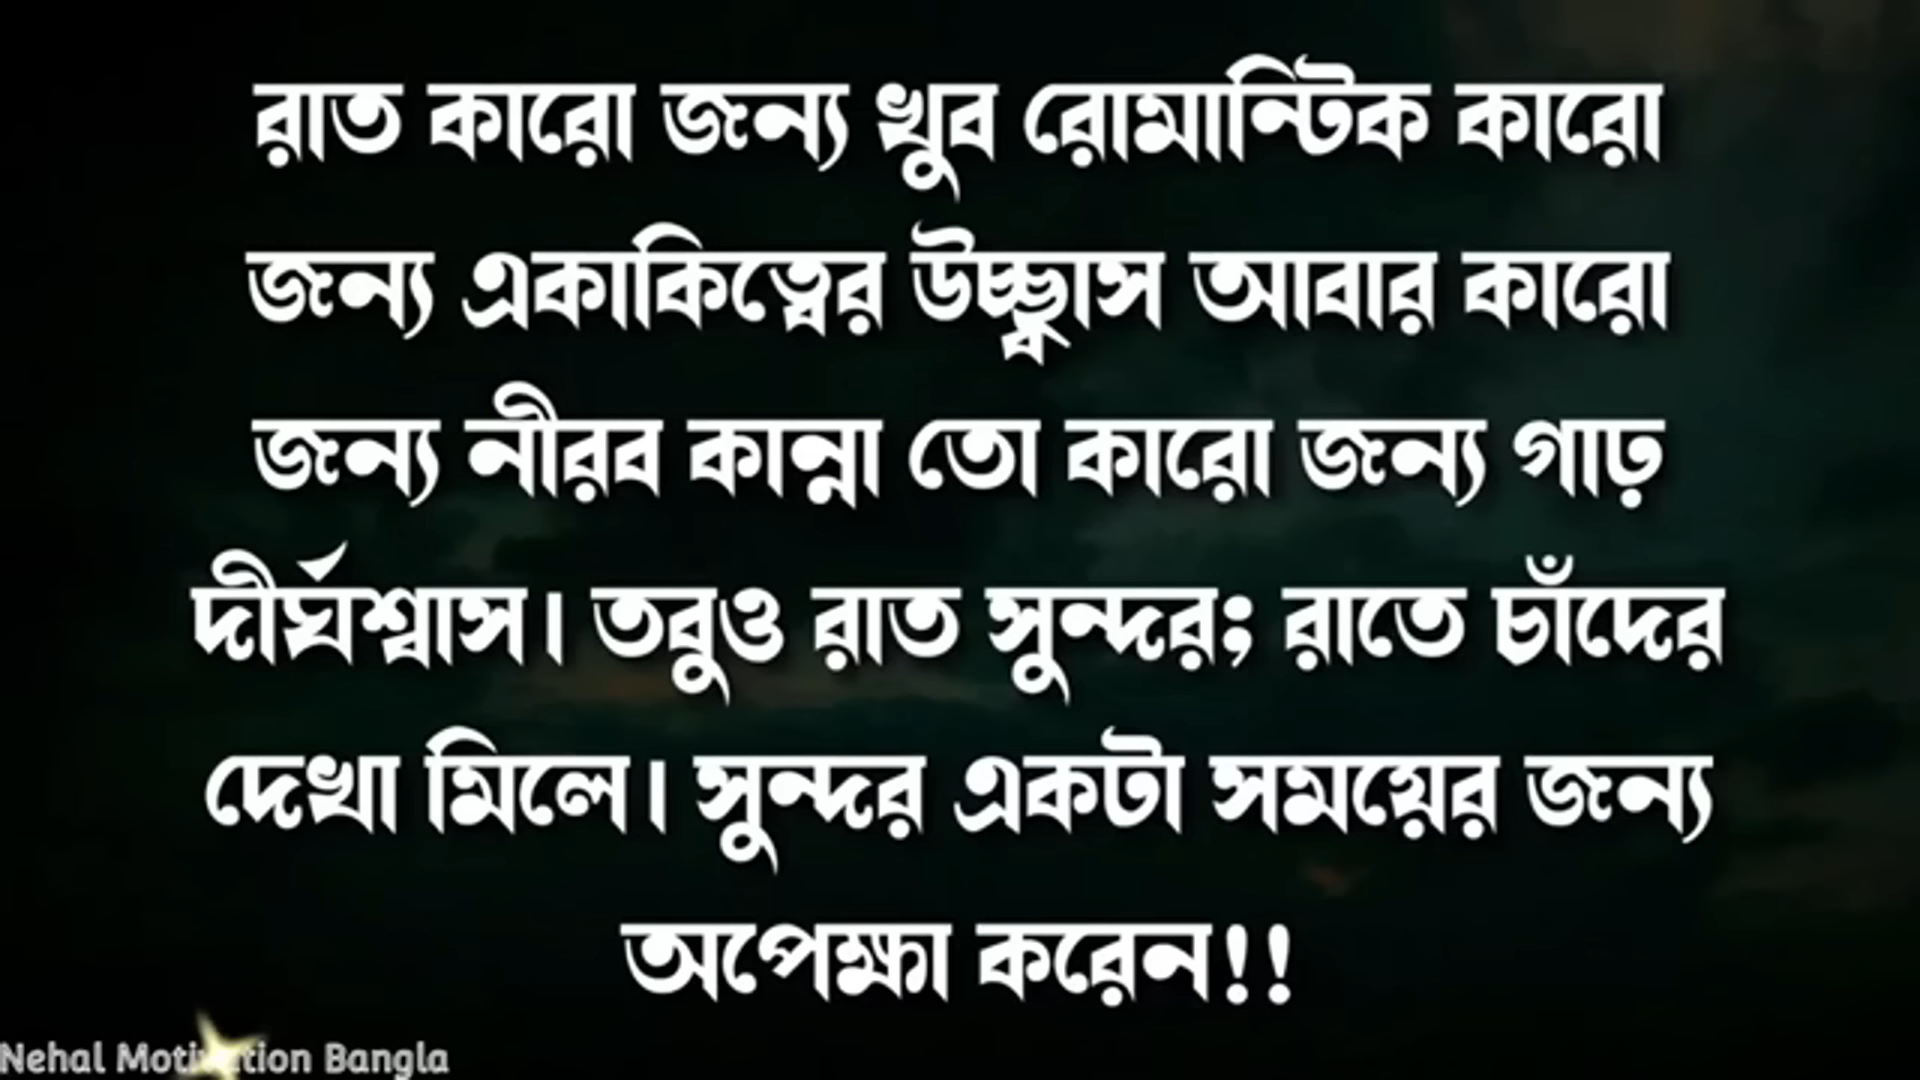 রাত কারো জন্য খুব রোমান্টিক কারো
জন্য একাকিত্বের উচ্ছ্বাস আবার কারো
জন্য নীরব কান্না তো কারো জন্য গাঢ়
দীর্ঘশ্বাস। তবুও রাত সুন্দর; রাতে চাঁদের
দেখা মিলে। সুন্দর একটা সময়ের জন্য
অপেক্ষা করেন!!
Nehal Motivation Bangla